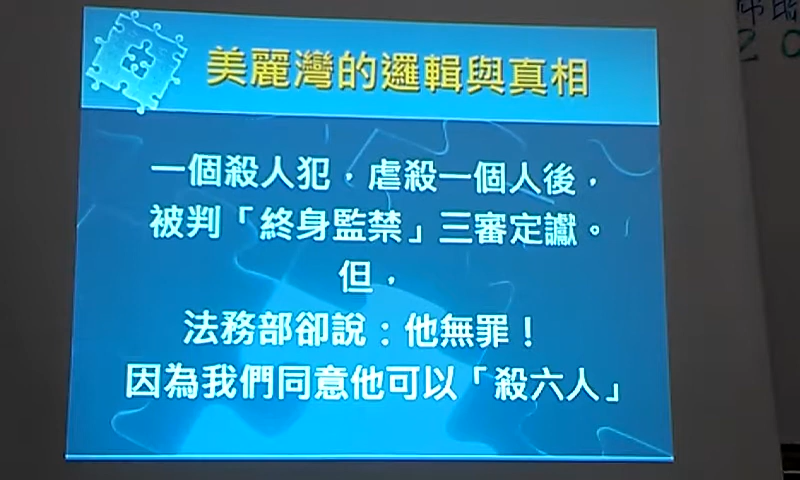 美麗灣的邏輯與真相
一個殺人犯，虐殺一個人後，
被判「終身監禁」三審定讞。
但，
法務部卻說：他無罪！
因為我們同意他可以「殺六人」
20